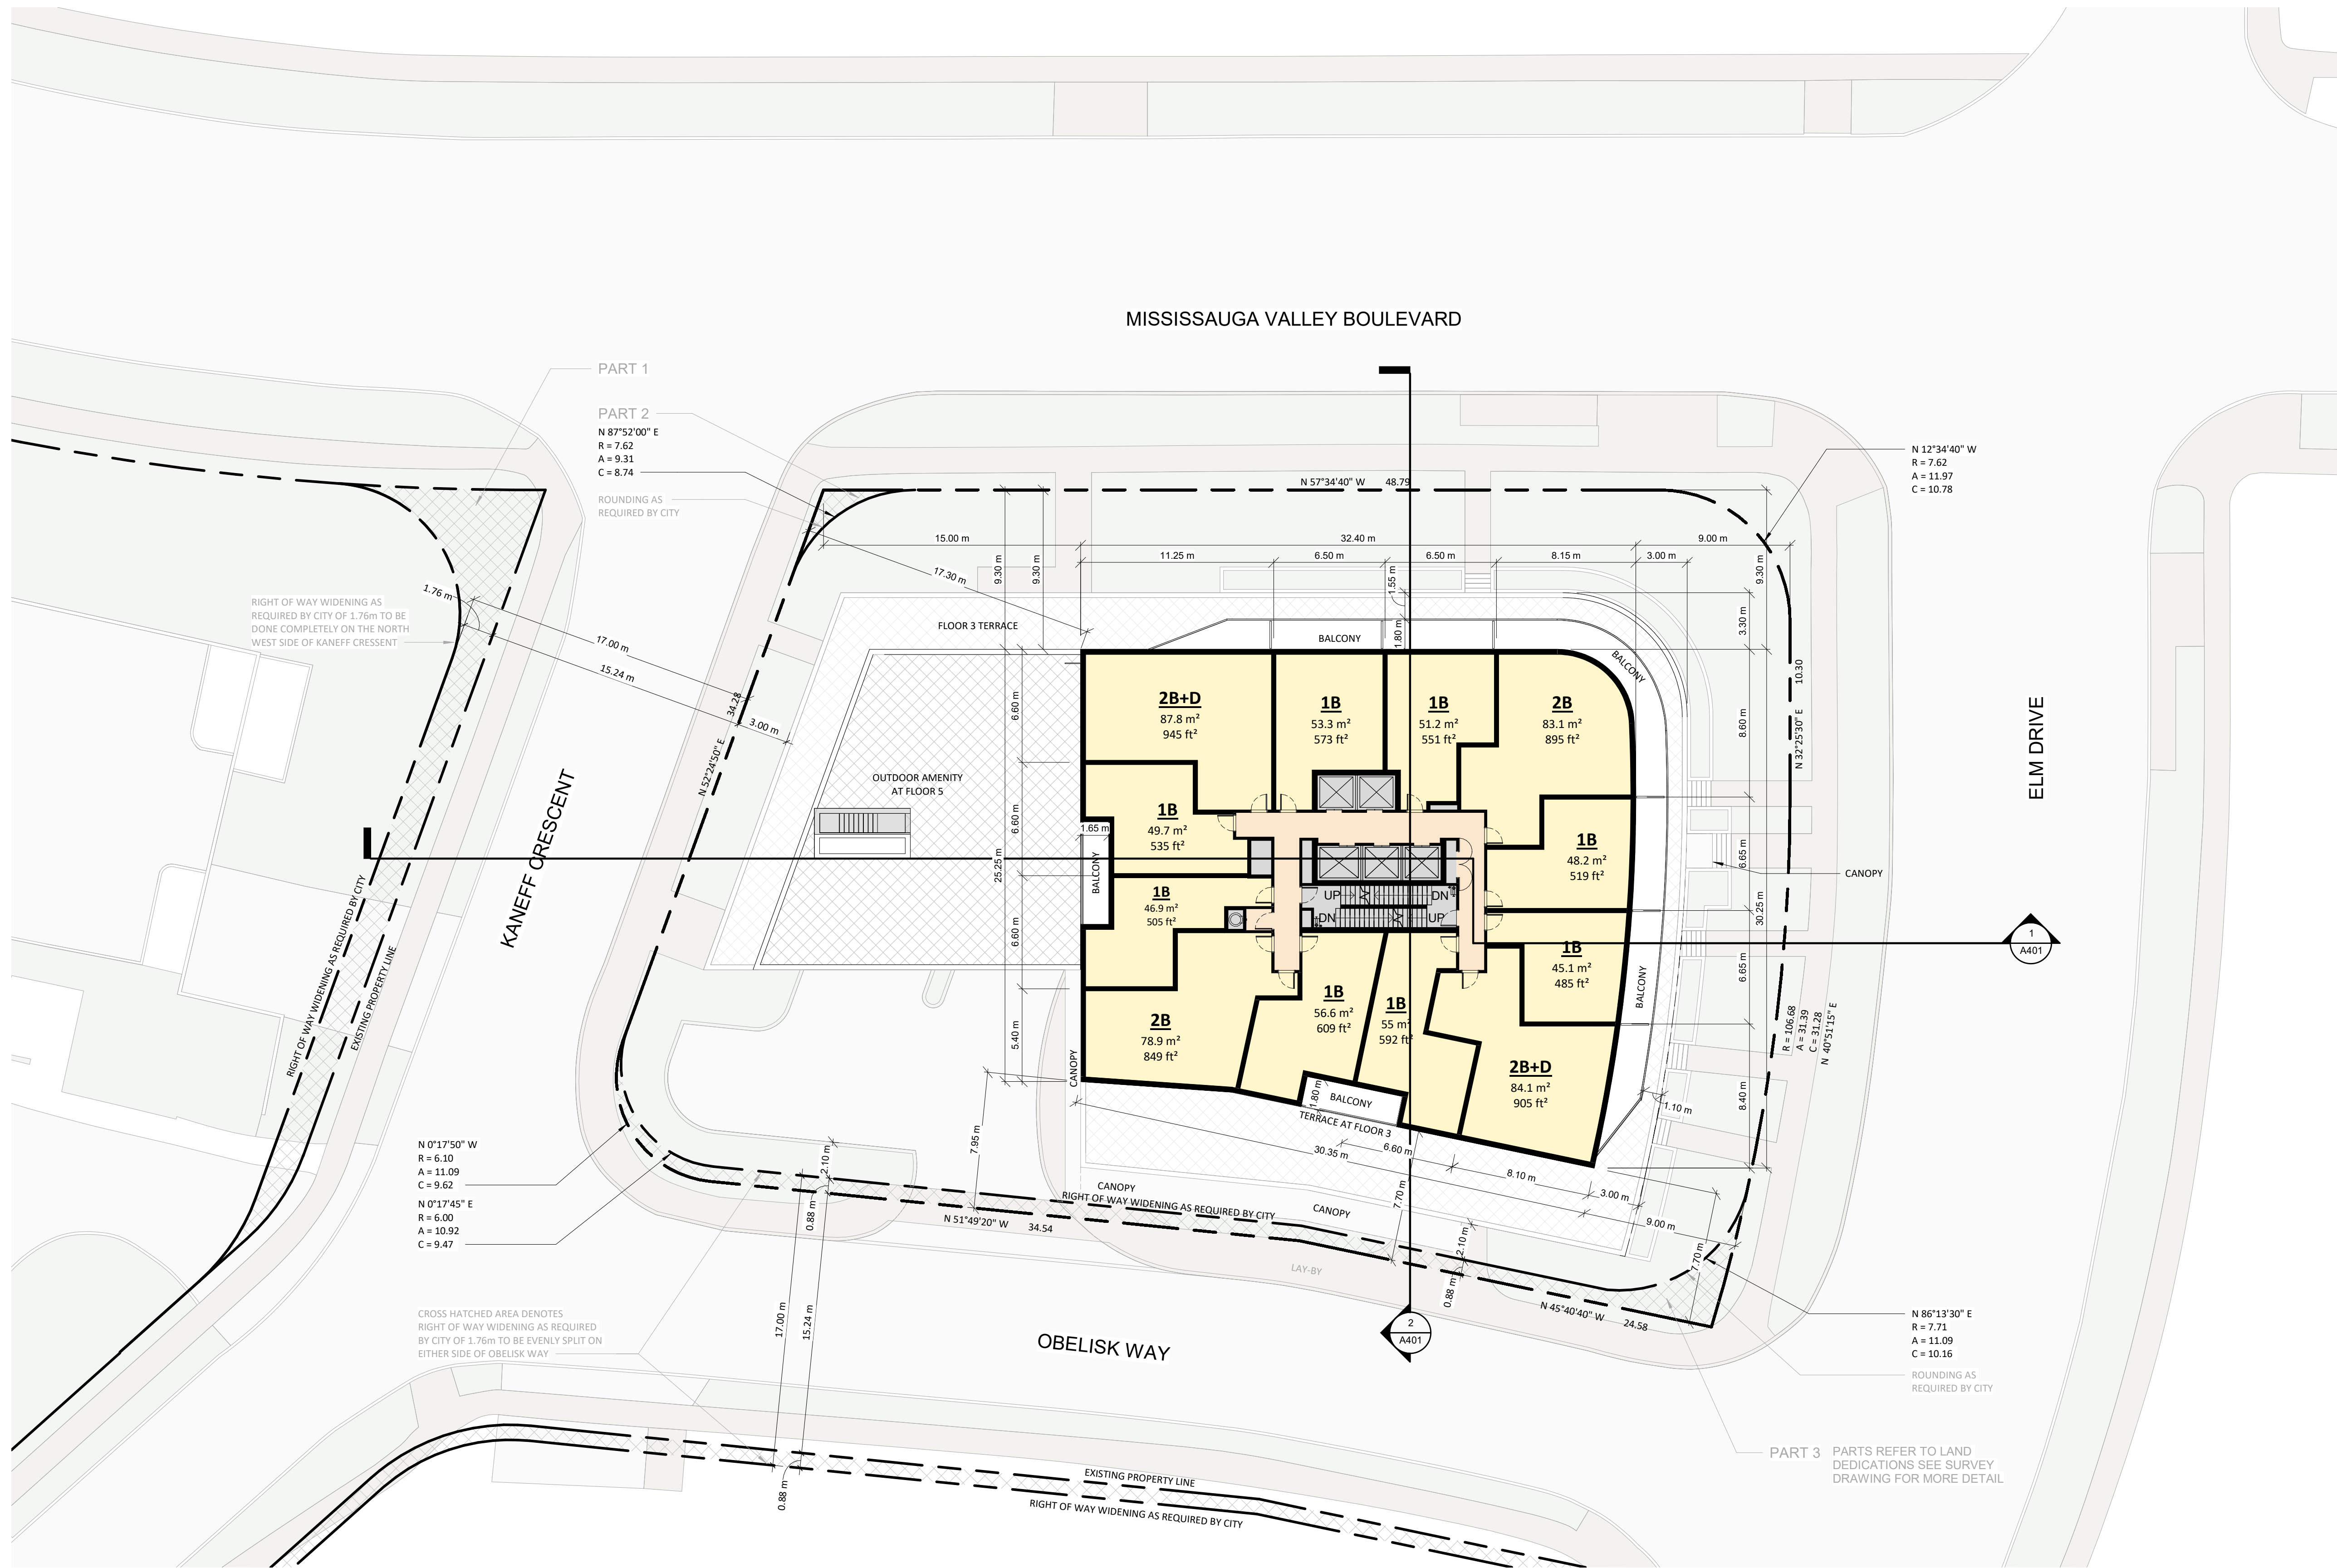 MISSISSAUGA VALLEY BOULEVARD
PART 1
PART 2
N 87°52'00" E
R = 7.62
A = 9.31
C = 8.74
ROUNDING AS
REQUIRED BY CITY
N 57°34'40" W 48.79
N 12°34'40" W
R = 7.62
A = 11.97
C = 10.78
15.00 m
32.40 m
9.00 m
11.25 m
6.50 m
6.50 m
8.15 m
3.00 m
9.30 m
9.30 m
9.30 m
17.30 m
1.55 m
1.80 m
3.30 m
1.76 m
RIGHT OF WAY WIDENING AS
REQUIRED BY CITY OF 1.76m TO BE
DONE COMPLETELY ON THE NORTH
WEST SIDE OF KANEFF CRESSENT
17.00 m
15.24 m
3.00 m
34.28
N 52°24'50" E
FLOOR 3 TERRACE
BALCONY
BALCONY
10.30
N 32°25'30" E
ELM DRIVE
KANEFF CRESCENT
OUTDOOR AMENITY
AT FLOOR 5
6.60 m
6.60 m
25.25 m
6.60 m
5.40 m
1.65 m
BALCONY
2B+D
87.8 m²
945 ft²
1B
53.3 m²
573 ft²
1B
51.2 m²
551 ft²
2B
83.1 m²
895 ft²
1B
49.7 m²
535 ft²
1B
48.2 m²
519 ft²
1B
46.9 m²
505 ft²
UP
DN
DN
UP
1B
45.1 m²
485 ft²
2B
78.9 m²
849 ft²
1B
56.6 m²
609 ft²
1B
55 m²
592 ft²
2B+D
84.1 m²
905 ft²
8.60 m
6.65 m
30.25 m
6.65 m
8.40 m
CANOPY
BALCONY
1
A401
R = 106.68
A = 31.39
C = 31.28
N 40°51'15" E
RIGHT OF WAY WIDENING AS REQUIRED BY CITY
EXISTING PROPERTY LINE
CANOPY
1.80 m
BALCONY
TERRACE AT FLOOR 3
1.10 m
7.95 m
30.35 m
6.60 m
8.10 m
3.00 m
9.00 m
7.70 m
7.70 m
N 0°17'50" W
R = 6.10
A = 11.09
C = 9.62
N 0°17'45" E
R = 6.00
A = 10.92
C = 9.47
2.10 m
0.88 m
CANOPY
RIGHT OF WAY WIDENING AS REQUIRED BY CITY
CANOPY
N 51°49'20" W 34.54
2.10 m
0.88 m
LAY-BY
N 45°40'40" W 24.58
17.00 m
15.24 m
CROSS HATCHED AREA DENOTES
RIGHT OF WAY WIDENING AS REQUIRED
BY CITY OF 1.76m TO BE EVENLY SPLIT ON
EITHER SIDE OF OBELISK WAY
OBELISK WAY
2
A401
N 86°13'30" E
R = 7.71
A = 11.09
C = 10.16
ROUNDING AS
REQUIRED BY CITY
PART 3
PARTS REFER TO LAND
DEDICATIONS SEE SURVEY
DRAWING FOR MORE DETAIL
0.88 m
EXISTING PROPERTY LINE
RIGHT OF WAY WIDENING AS REQUIRED BY CITY